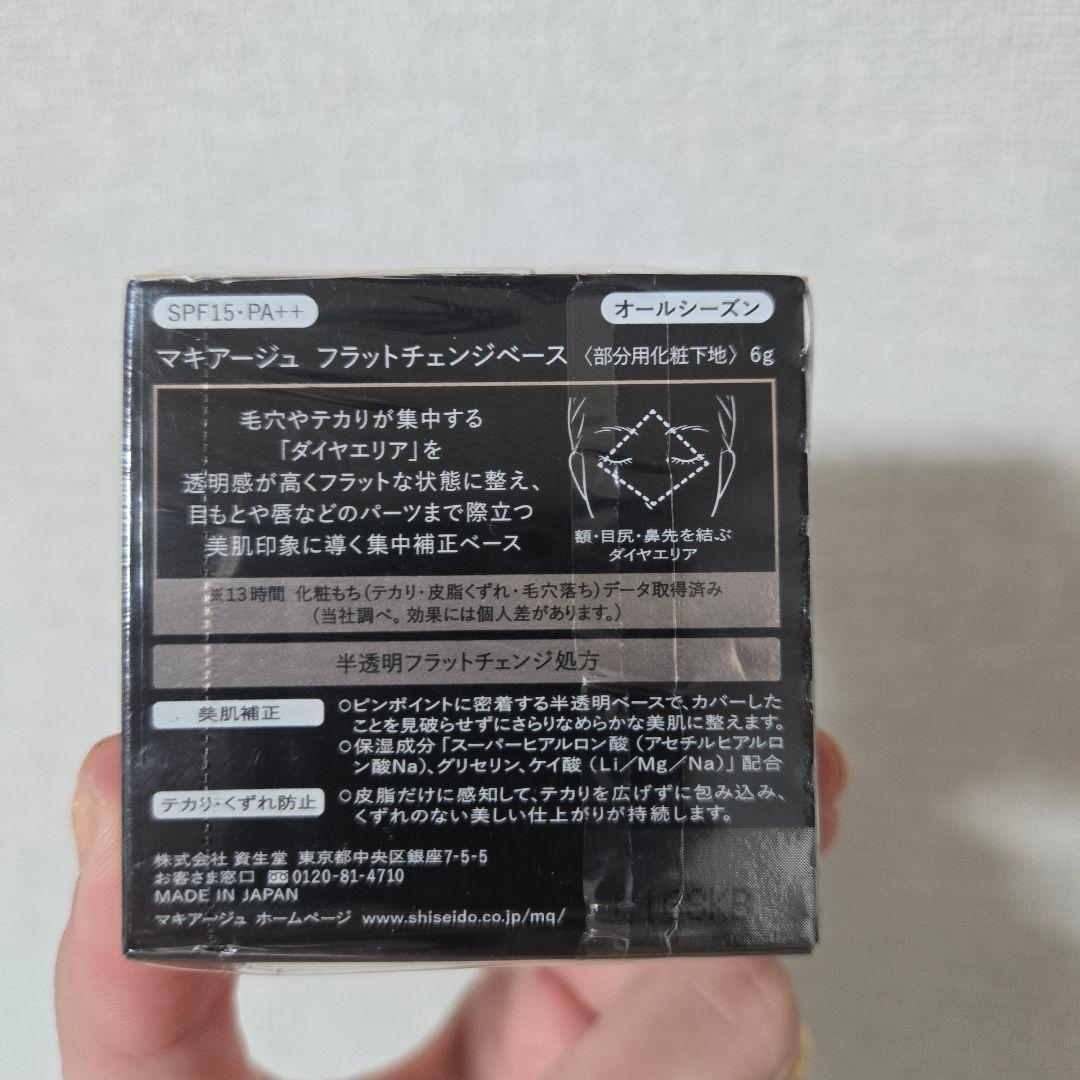 SPF15・PA++
オールシーズン
マキアージュ フラットチェンジベース 〈部分用化粧下地〉 6g
毛穴やテカリが集中する
「ダイヤエリア」を
透明感が高くフラットな状態に整え、
目もとや唇などのパーツまで際立つ
美肌印象に導く集中補正ベース
額・目尻・鼻先を結ぶ
ダイヤエリア
※13時間 化粧もち(テカリ・皮脂くずれ・毛穴落ち)データ取得済み
(当社調べ。効果には個人差があります。)
半透明フラットチェンジ処方
美肌補正
○ピンポイントに密着する半透明ベースで、カバーした
ことを見破らせずにさらりなめらかな美肌に整えます。
○保湿成分「スーパーヒアルロン酸(アセチルヒアルロ
ン酸Na)、グリセリン、ケイ酸(Li/Mg/Na)」配合
テカリ・くずれ防止
○皮脂だけに感知して、テカリを広げずに包み込み、
くずれのない美しい仕上がりが持続します。
株式会社 資生堂 東京都中央区銀座7-5-5
お客さま窓口 0120-81-4710
MADE IN JAPAN
マキアージュ ホームページ www.shiseido.co.jp/mq/